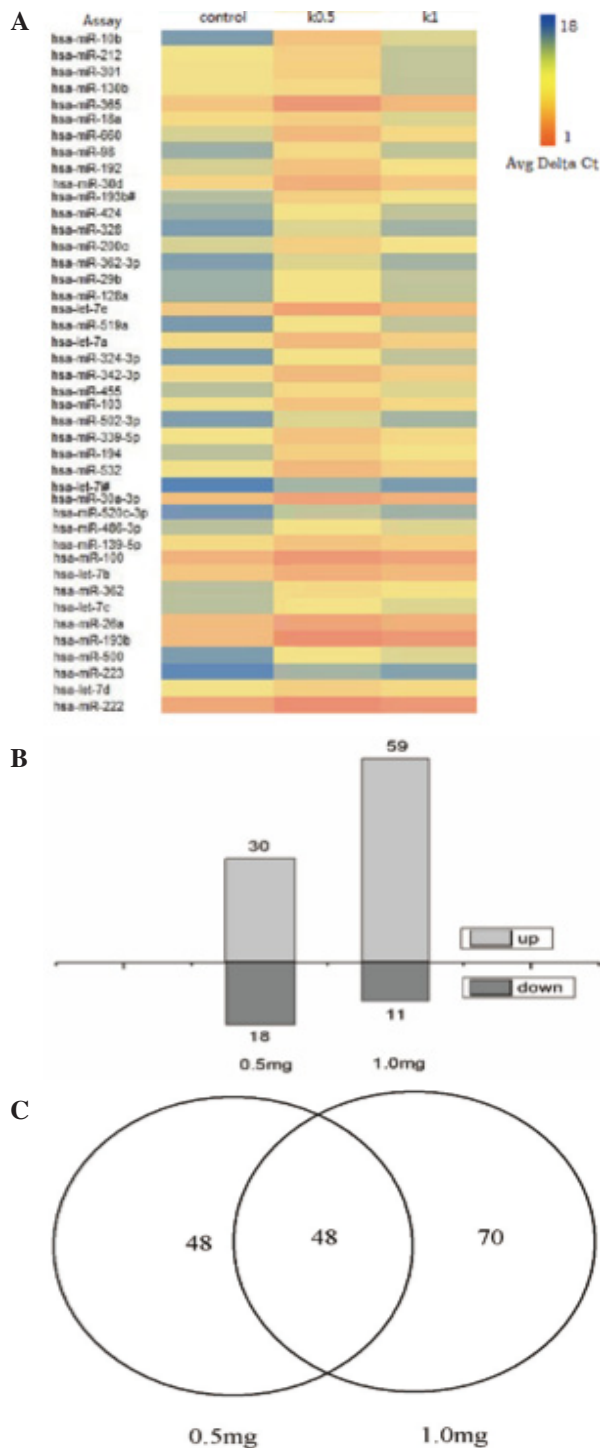 A
Assay control k0.5 k1
hsa-miR-10b
hsa-miR-212
hsa-miR-301
hsa-miR-130b
hsa-miR-365
hsa-miR-18a
hsa-miR-660
hsa-miR-98
hsa-miR-192
hsa-miR-30d
hsa-miR-193b#
hsa-miR-424
hsa-miR-328
hsa-miR-200c
hsa-miR-362-3p
hsa-miR-29b
hsa-miR-128a
hsa-let-7e
hsa-miR-519a
hsa-let-7a
hsa-miR-324-3p
hsa-miR-342-3p
hsa-miR-455
hsa-miR-103
hsa-miR-502-3p
hsa-miR-339-5p
hsa-miR-194
hsa-miR-532
hsa-let-7i#
hsa-miR-30a-3p
hsa-miR-520c-3p
hsa-miR-486-3p
hsa-miR-139-5p
hsa-miR-100
hsa-let-7b
hsa-miR-362
hsa-let-7c
hsa-miR-26a
hsa-miR-193b
hsa-miR-500
hsa-miR-223
hsa-let-7d
hsa-miR-222
18
1
Avg Delta Ct
B
59
30
up
down
18
11
0.5mg 1.0mg
C
48 48 70
0.5mg 1.0mg